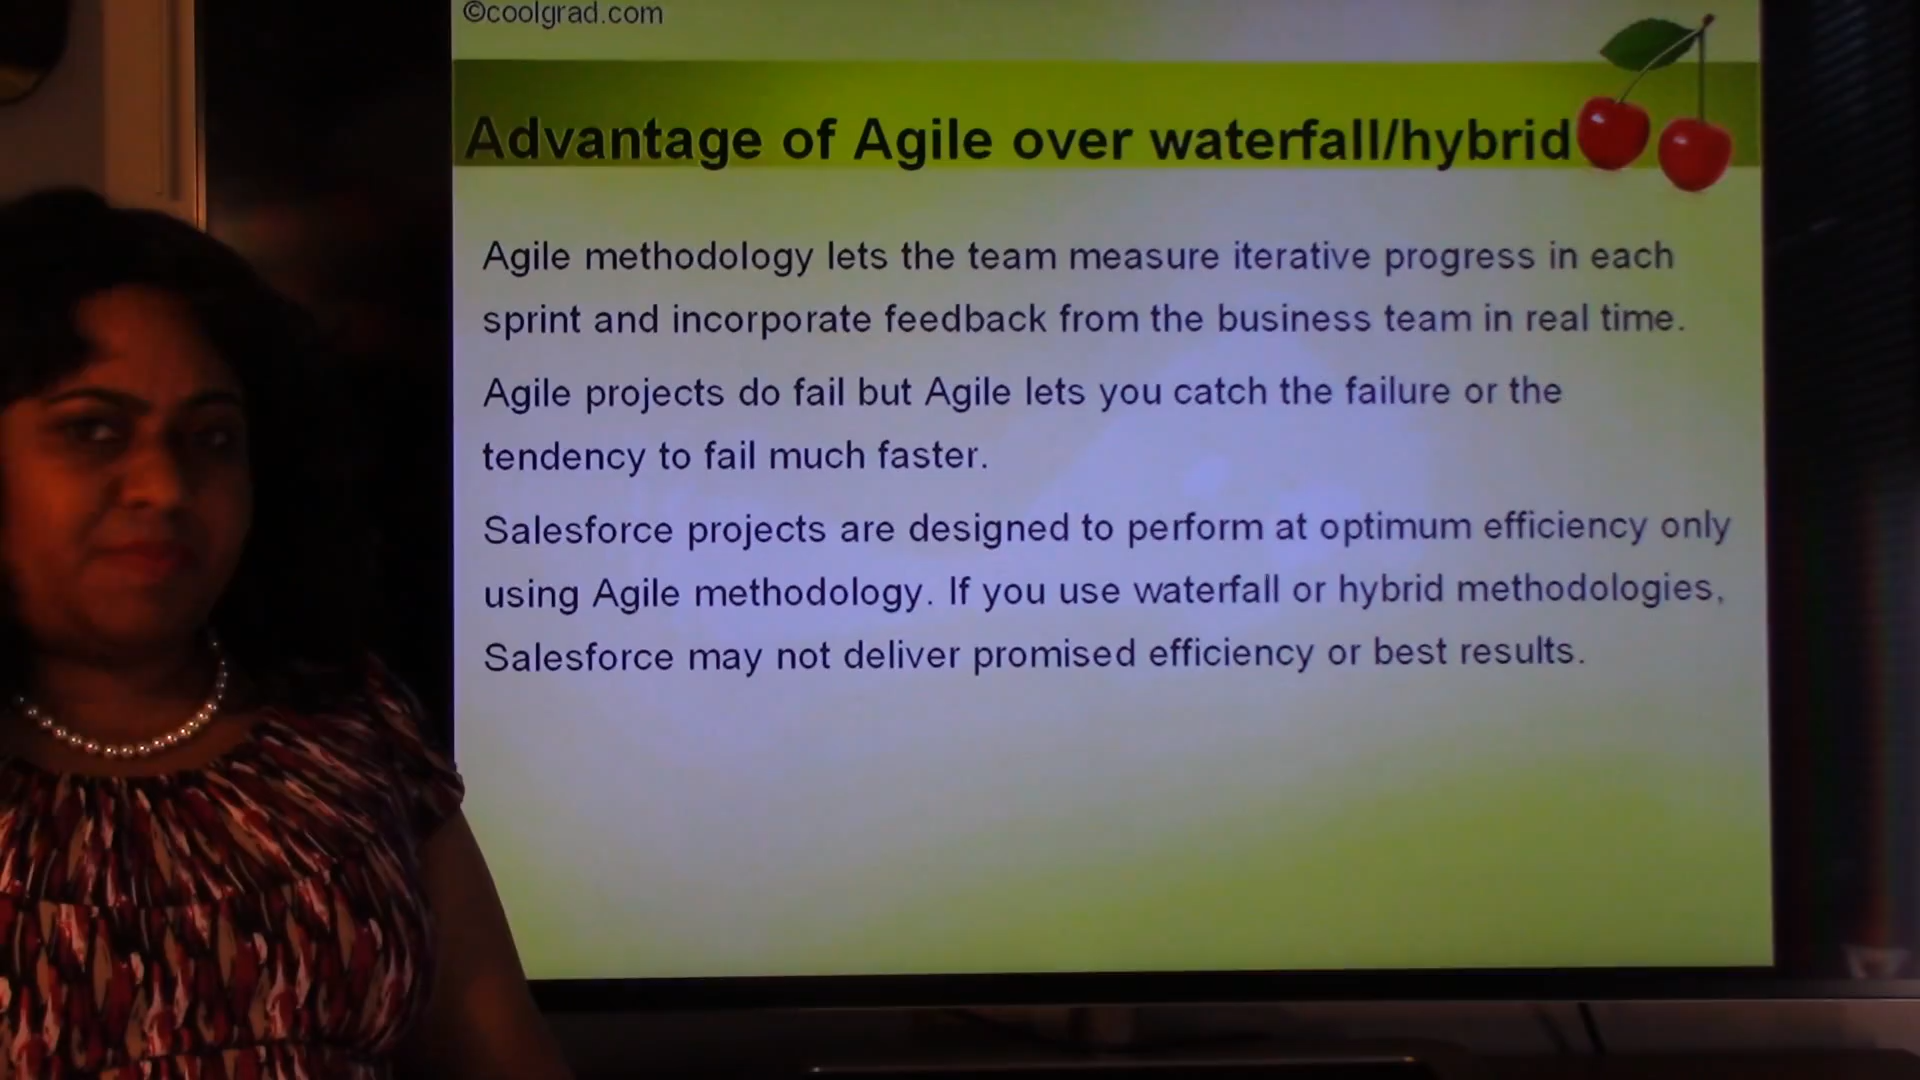 ©coolgrad.com
Advantage of Agile over waterfall/hybrid
Agile methodology lets the team measure iterative progress in each
sprint and incorporate feedback from the business team in real time.
Agile projects do fail but Agile lets you catch the failure or the
tendency to fail much faster.
Salesforce projects are designed to perform at optimum efficiency only
using Agile methodology. If you use waterfall or hybrid methodologies,
Salesforce may not deliver promised efficiency or best results.